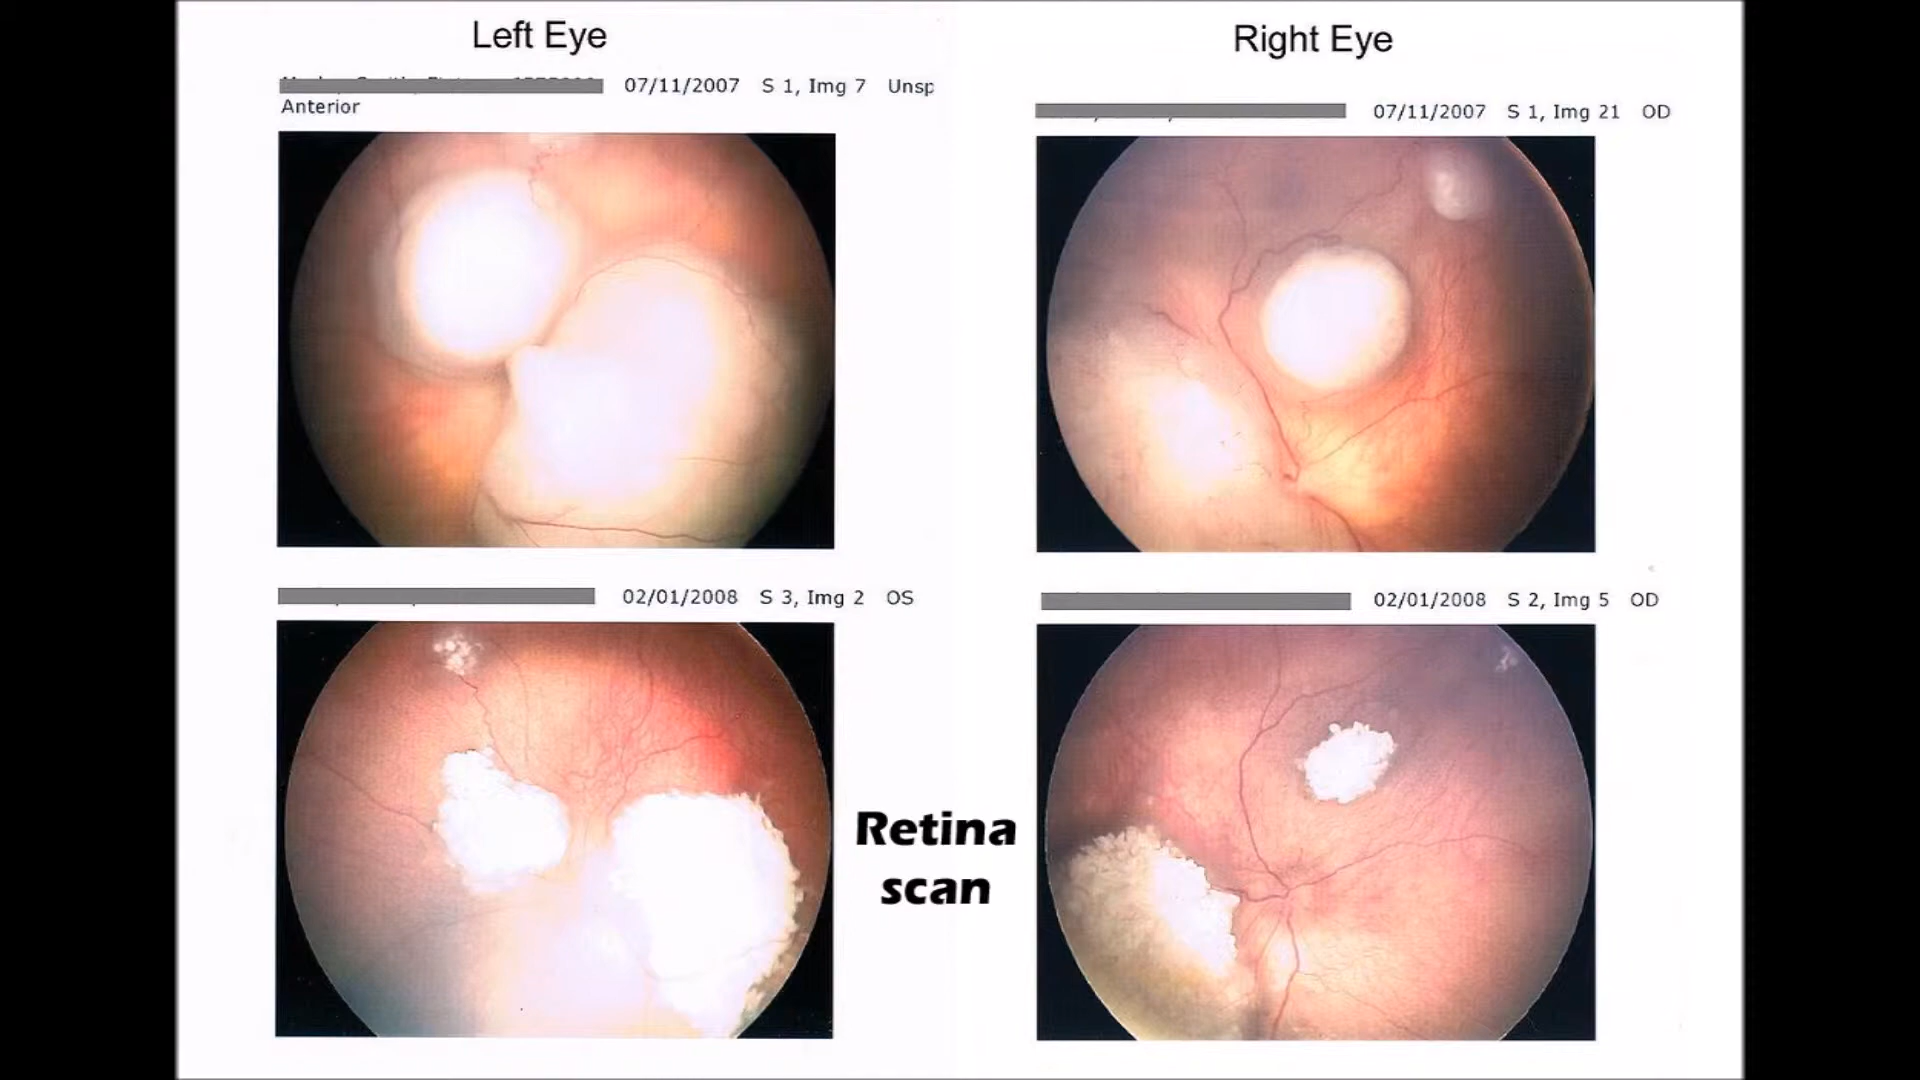 Left Eye
Right Eye
07/11/2007 S 1, Img 7 Unsp
Anterior
07/11/2007 S 1, Img 21 OD
02/01/2008 S 3, Img 2 OS
02/01/2008 S 2, Img 5 OD
Retina
scan